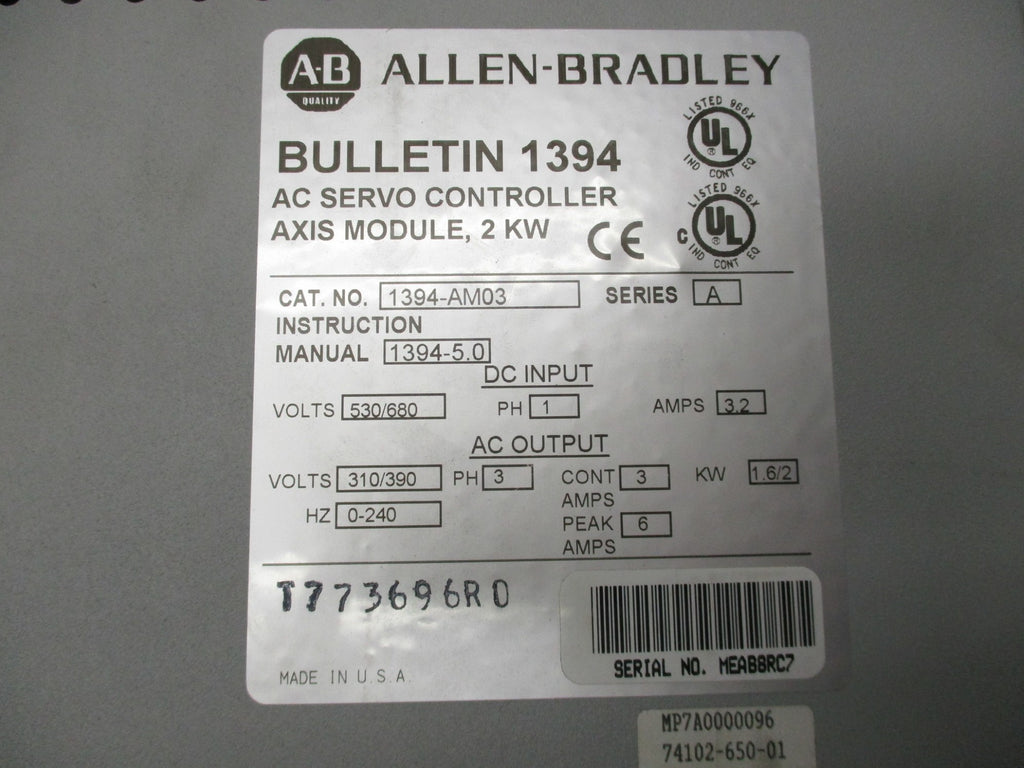 A-B
QUALITY
ALLEN-BRADLEY
LISTED 966X
UL
®
IND CONT EQ
BULLETIN 1394
AC SERVO CONTROLLER
AXIS MODULE, 2 KW
CE
LISTED 966X
C UL
®
IND CONT EQ
CAT. NO. 1394-AM03 SERIES A
INSTRUCTION
MANUAL 1394-5.0
DC INPUT
VOLTS 530/680 PH 1 AMPS 3.2
AC OUTPUT
VOLTS 310/390 PH 3 CONT 3 KW 1.6/2
AMPS
HZ 0-240 PEAK 6
AMPS
T773696R0
SERIAL NO. MEAB8RC7
MADE IN U.S.A.
MP7A0000096
74102-650-01